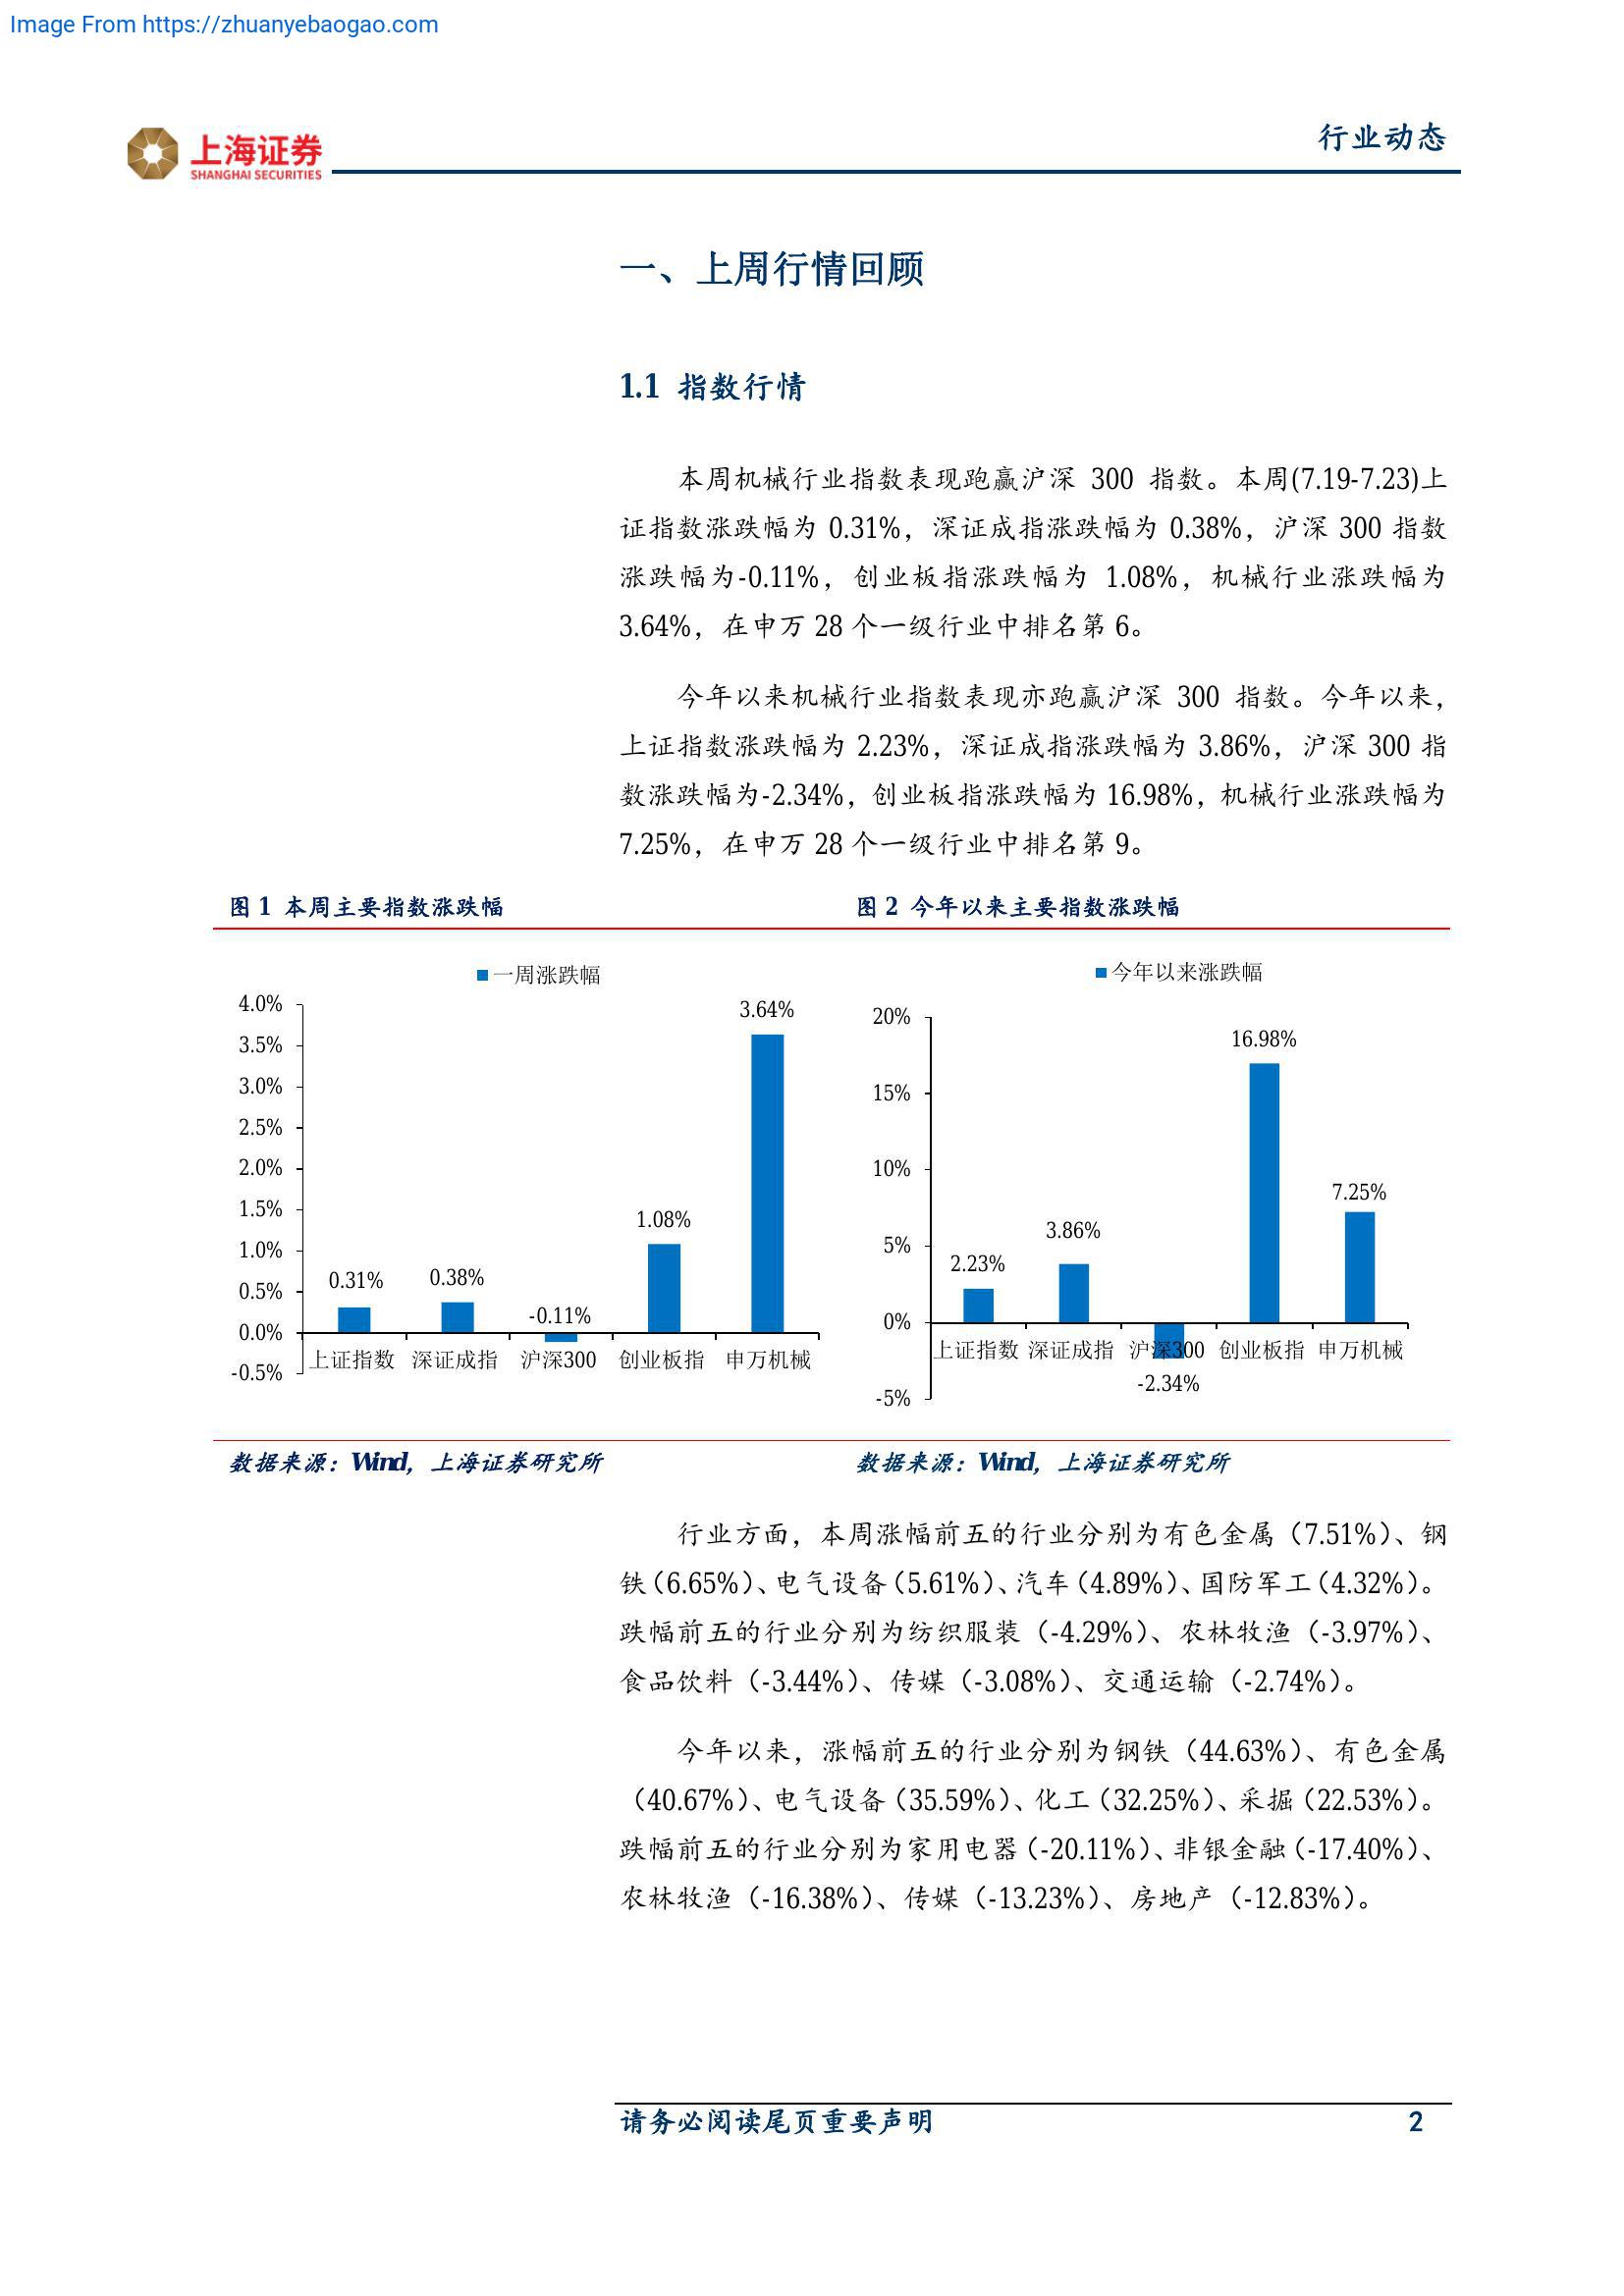 Image From https://zhuanyebaogao.com
上海证券
SHANGHAI SECURITIES
行业动态
一、上周行情回顾
1.1 指数行情
本周机械行业指数表现跑赢沪深 300 指数。本周(7.19-7.23)上
证指数涨跌幅为 0.31%，深证成指涨跌幅为 0.38%，沪深 300 指数
涨跌幅为-0.11%，创业板指涨跌幅为 1.08%，机械行业涨跌幅为
3.64%，在申万 28 个一级行业中排名第 6。
今年以来机械行业指数表现亦跑赢沪深 300 指数。今年以来，
上证指数涨跌幅为 2.23%，深证成指涨跌幅为 3.86%，沪深 300 指
数涨跌幅为-2.34%，创业板指涨跌幅为 16.98%，机械行业涨跌幅为
7.25%，在申万 28 个一级行业中排名第 9。
图 1 本周主要指数涨跌幅
一周涨跌幅
4.0%
3.5%
3.0%
2.5%
2.0%
1.5%
1.0%
0.5%
0.0%
-0.5%
0.31%
0.38%
-0.11%
1.08%
3.64%
上证指数 深证成指 沪深300 创业板指 申万机械
数据来源：Wind，上海证券研究所
图 2 今年以来主要指数涨跌幅
今年以来涨跌幅
20%
15%
10%
5%
0%
-5%
2.23%
3.86%
-2.34%
16.98%
7.25%
上证指数 深证成指 沪深300 创业板指 申万机械
数据来源：Wind，上海证券研究所
行业方面，本周涨幅前五的行业分别为有色金属（7.51%）、钢
铁（6.65%）、电气设备（5.61%）、汽车（4.89%）、国防军工（4.32%）。
跌幅前五的行业分别为纺织服装（-4.29%）、农林牧渔（-3.97%）、
食品饮料（-3.44%）、传媒（-3.08%）、交通运输（-2.74%）。
今年以来，涨幅前五的行业分别为钢铁（44.63%）、有色金属
（40.67%）、电气设备（35.59%）、化工（32.25%）、采掘（22.53%）。
跌幅前五的行业分别为家用电器（-20.11%）、非银金融（-17.40%）、
农林牧渔（-16.38%）、传媒（-13.23%）、房地产（-12.83%）。
请务必阅读尾页重要声明
2